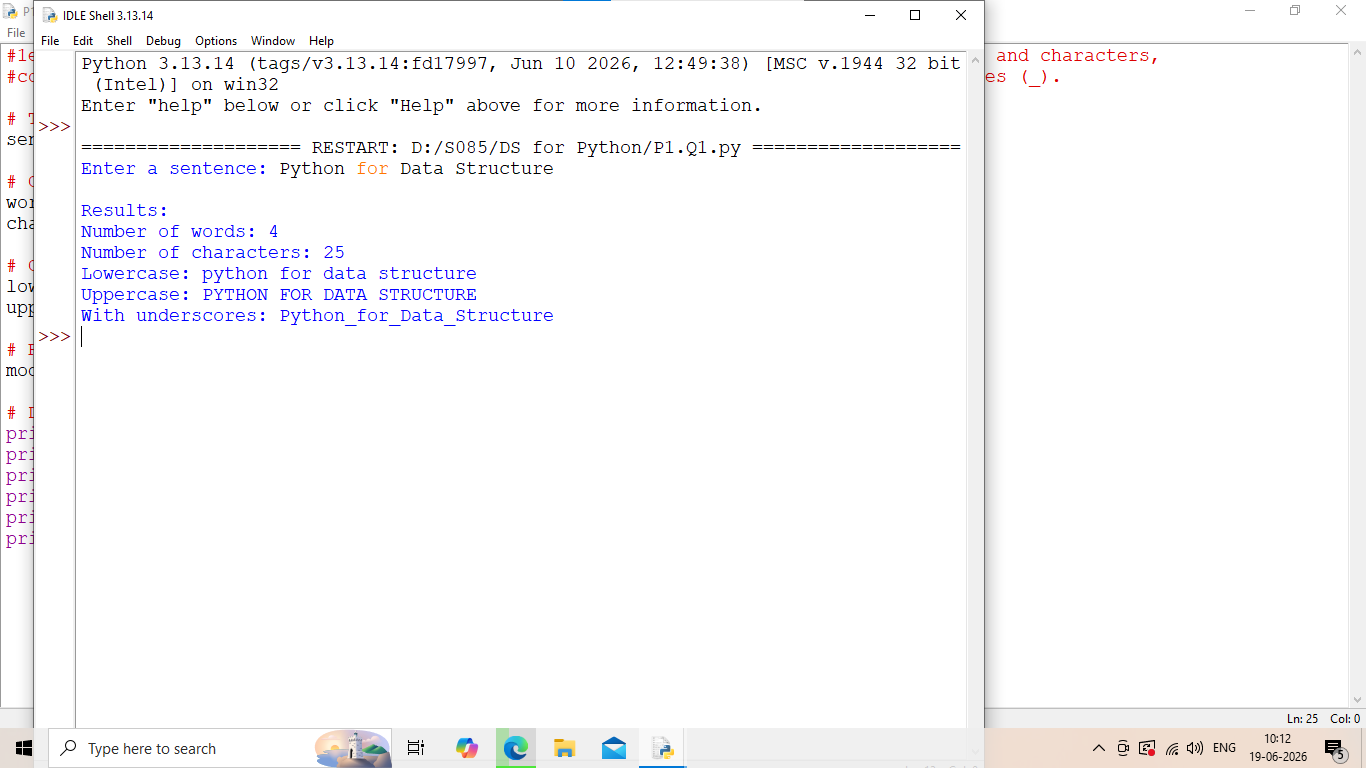 IDLE Shell 3.13.14
File Edit Shell Debug Options Window Help
File
Python 3.13.14 (tags/v3.13.14:fd17997, Jun 10 2026, 12:49:38) [MSC v.1944 32 bit
(Intel)] on win32
Enter "help" below or click "Help" above for more information.
>>>
==================== RESTART: D:/S085/DS for Python/P1.Q1.py ===================
Enter a sentence: Python for Data Structure
Results:
Number of words: 4
Number of characters: 25
Lowercase: python for data structure
Uppercase: PYTHON FOR DATA STRUCTURE
With underscores: Python_for_Data_Structure
>>>
and characters,
(_).
Ln: 25 Col: 0
Type here to search
ENG
10:12
19-06-2026
5